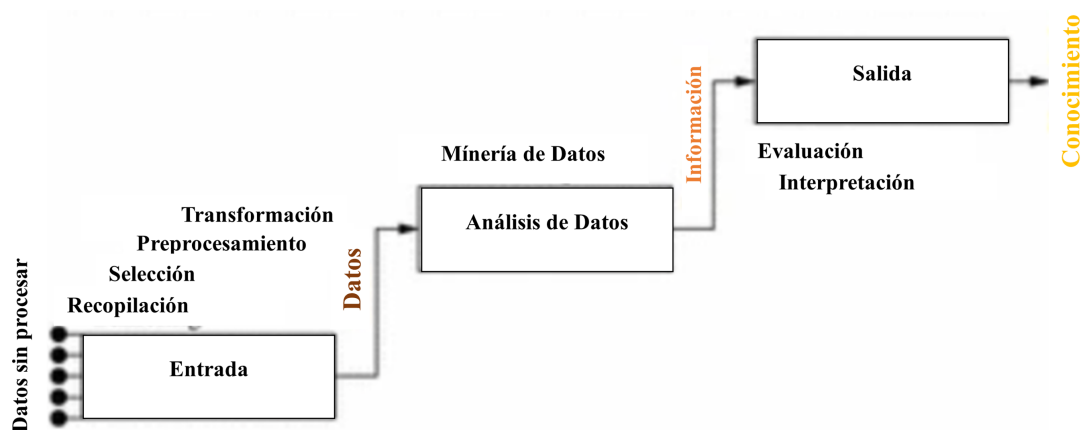 Datos sin procesar
Recopilación
Selección
Preprocesamiento
Transformación
Entrada
Datos
Mínería de Datos
Análisis de Datos
Información
Salida
Evaluación
Interpretación
Conocimiento